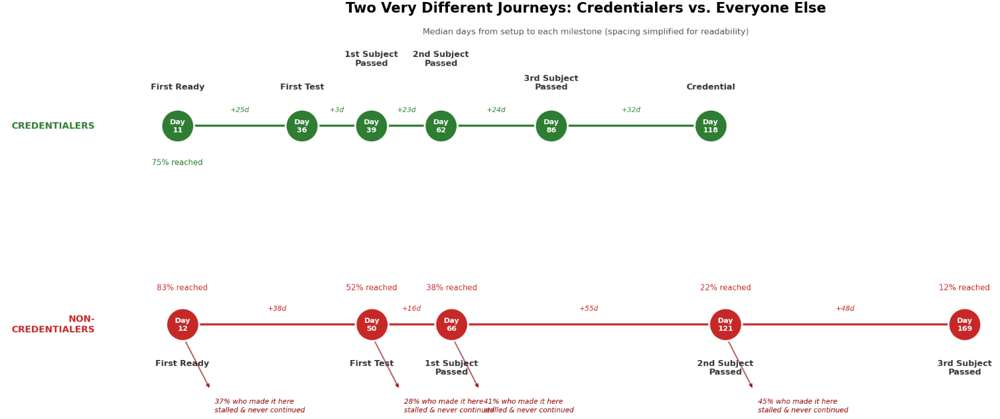 Two Very Different Journeys: Credentialers vs. Everyone Else
Median days from setup to each milestone (spacing simplified for readability)
1st Subject
Passed
2nd Subject
Passed
First Ready
First Test
3rd Subject
Passed
Credential
+25d
+3d
+23d
+24d
+32d
CREDENTIALERS
Day
11
Day
36
Day
39
Day
62
Day
86
Day
118
75% reached
83% reached
52% reached
38% reached
22% reached
12% reached
+38d
+16d
+55d
+48d
NON-
CREDENTIALERS
Day
12
Day
50
Day
66
Day
121
Day
169
First Ready
First Test
1st Subject
Passed
2nd Subject
Passed
3rd Subject
Passed
37% who made it here
stalled & never continued
28% who made it here
stalled & never continued
41% who made it here
stalled & never continued
45% who made it here
stalled & never continued